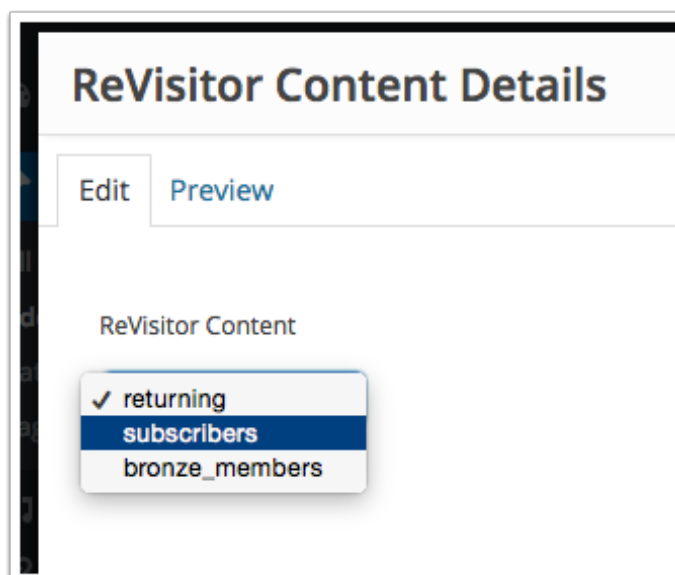 ReVisitor Content Details
Edit Preview
ReVisitor Content
✓ returning
subscribers
bronze_members